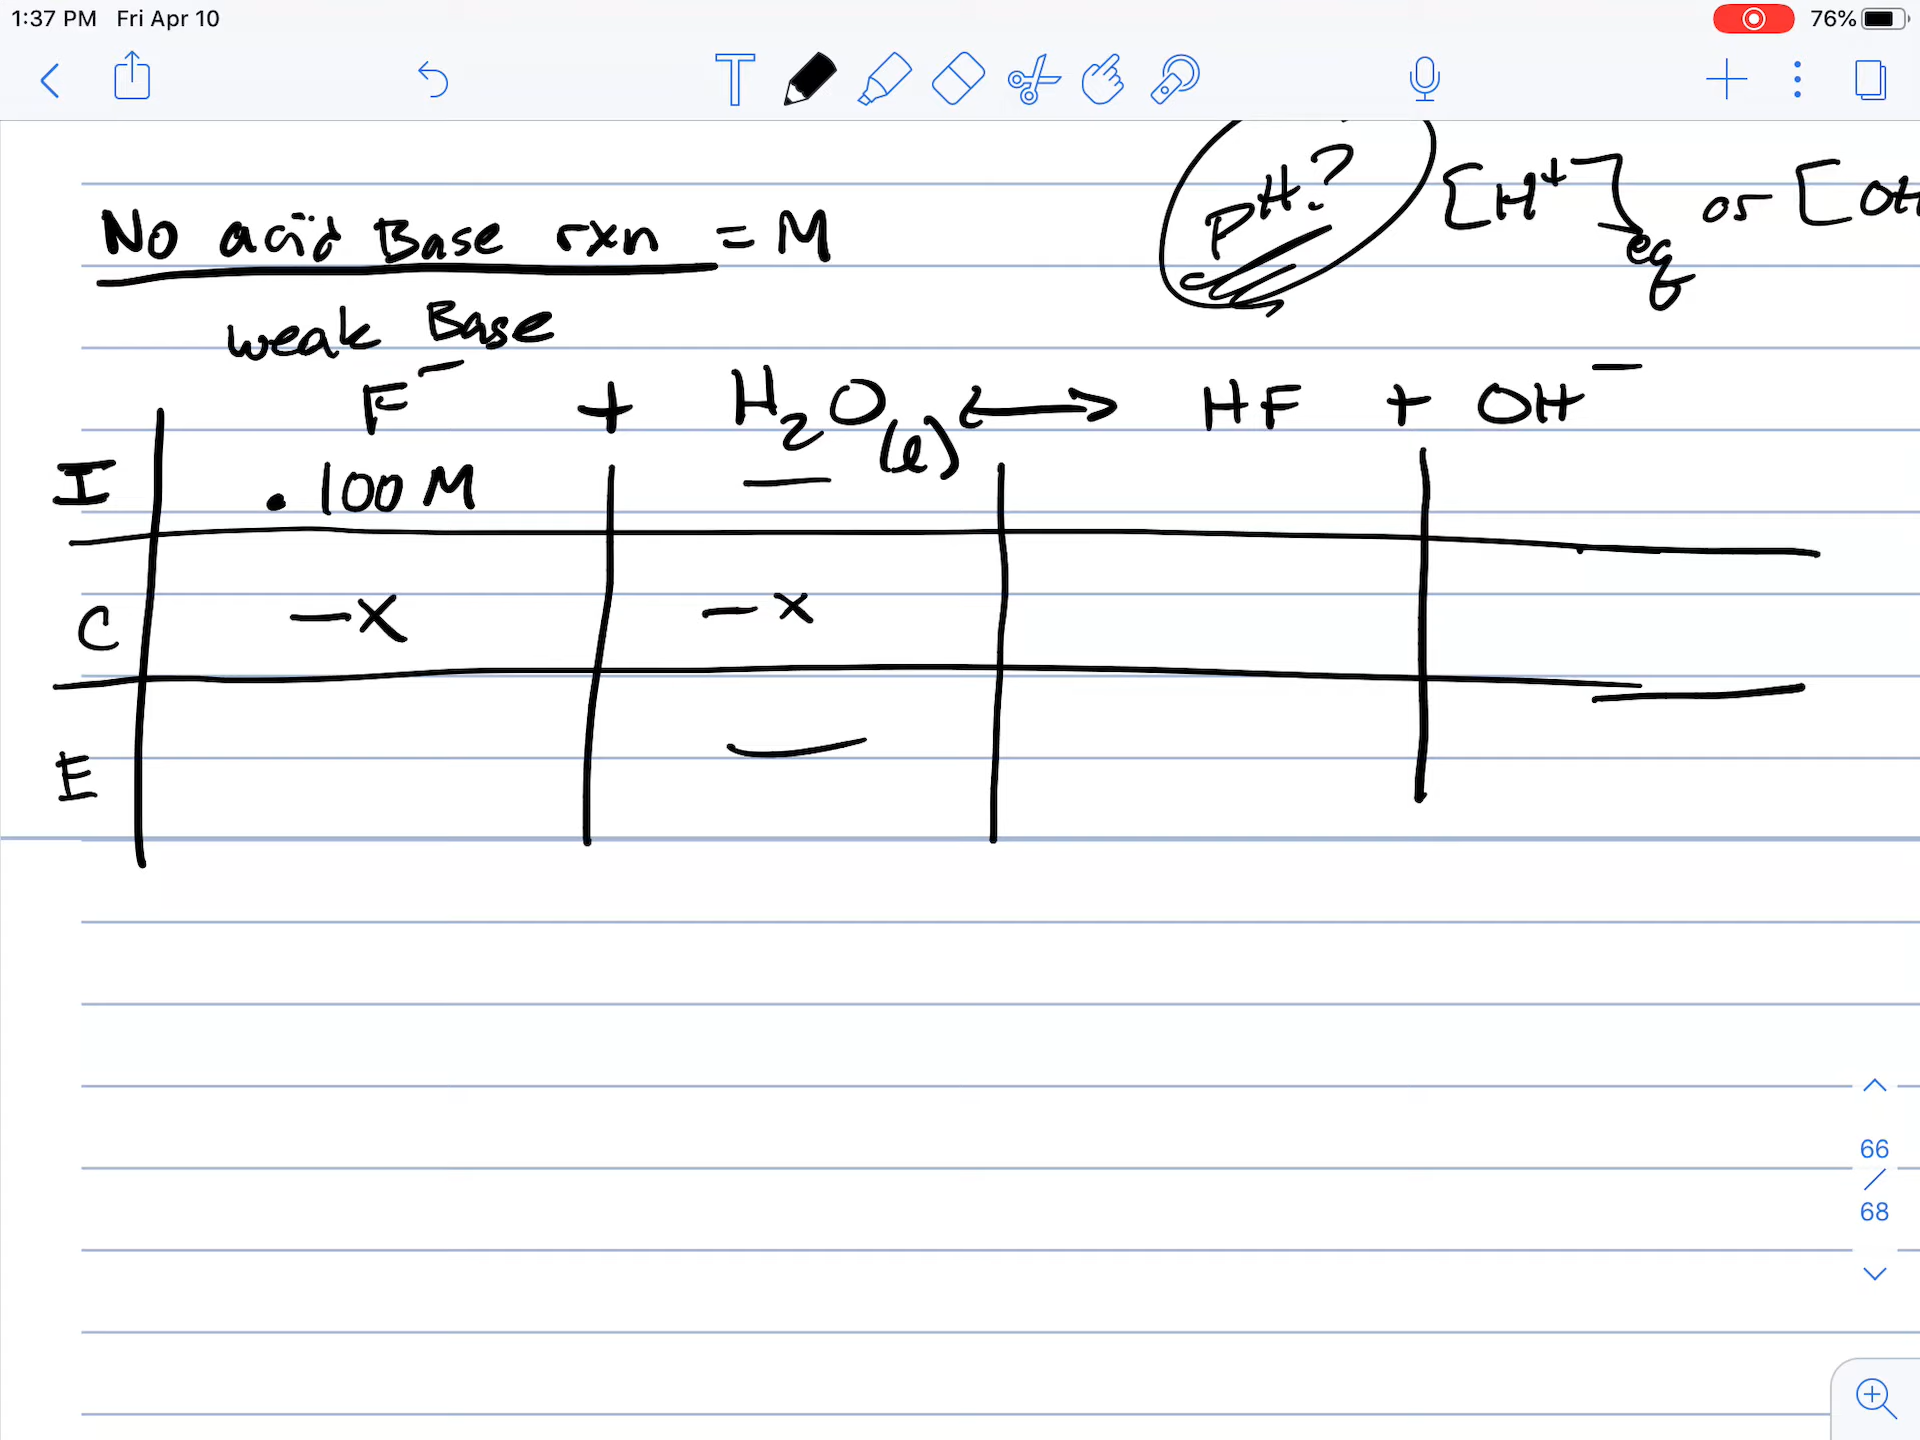 1:37 PM Fri Apr 10 76%
PH? [H+]eq or [OH
No acid Base rxn = M
weak Base
F⁻ + H₂O(l) ⟷ HF + OH⁻
I .100 M —
C -x -x
E —
66
/
68